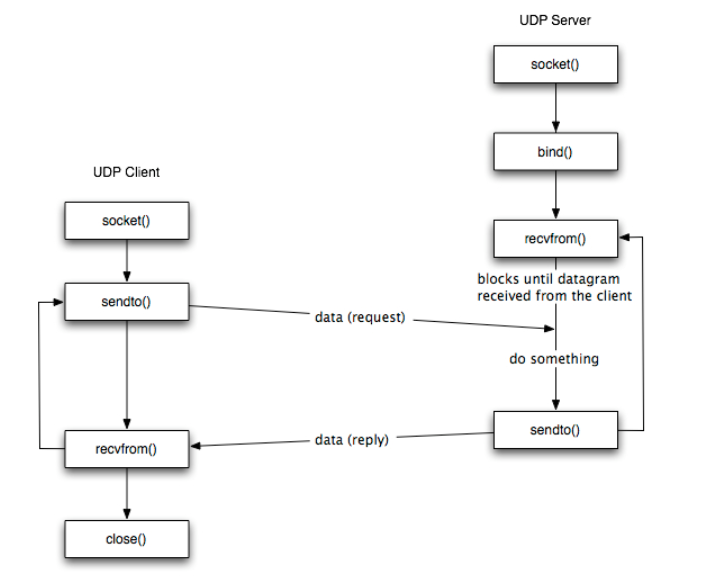 UDP Server
socket()
bind()
UDP Client
socket()
recvfrom()
blocks until datagram
received from the client
sendto()
data (request)
do something
sendto()
data (reply)
recvfrom()
close()